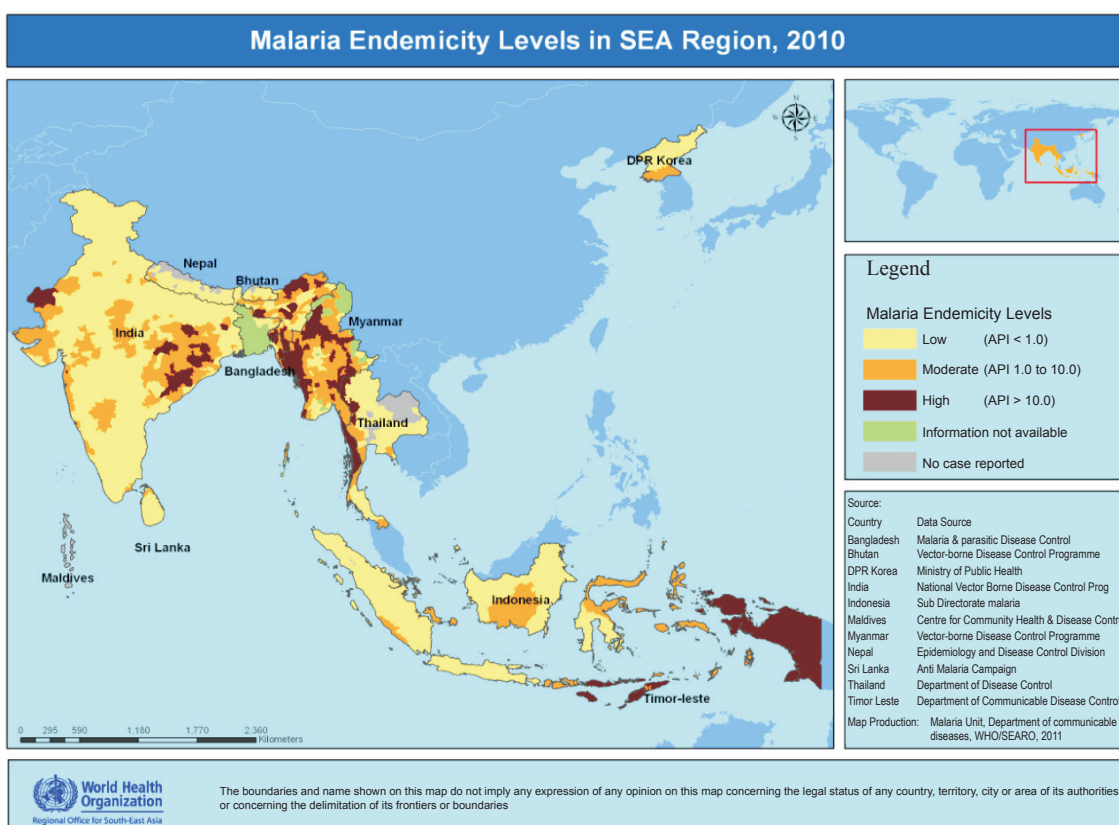 Malaria Endemicity Levels in SEA Region, 2010
N
W
E
S
DPR Korea
Nepal
Bhutan
India
Myanmar
Bangladesh
Thailand
Sri Lanka
Maldives
Indonesia
Timor-leste
0 295 590 1,180 1,770 2,360
Kilometers
Legend
Malaria Endemicity Levels
Low (API < 1.0)
Moderate (API 1.0 to 10.0)
High (API > 10.0)
Information not available
No case reported
Source:
Country Data Source
Bangladesh Malaria & parasitic Disease Control
Bhutan Vector-borne Disease Control Programme
DPR Korea Ministry of Public Health
India National Vector Borne Disease Control Prog
Indonesia Sub Directorate malaria
Maldives Centre for Community Health & Disease Contr
Myanmar Vector-borne Disease Control Programme
Nepal Epidemiology and Disease Control Division
Sri Lanka Anti Malaria Campaign
Thailand Department of Disease Control
Timor Leste Department of Communicable Disease Control
Map Production: Malaria Unit, Department of communicable
diseases, WHO/SEARO, 2011
World Health
Organization
Regional Office for South-East Asia
The boundaries and name shown on this map do not imply any expression of any opinion on this map concerning the legal status of any country, territory, city or area of its authorities
or concerning the delimitation of its frontiers or boundaries